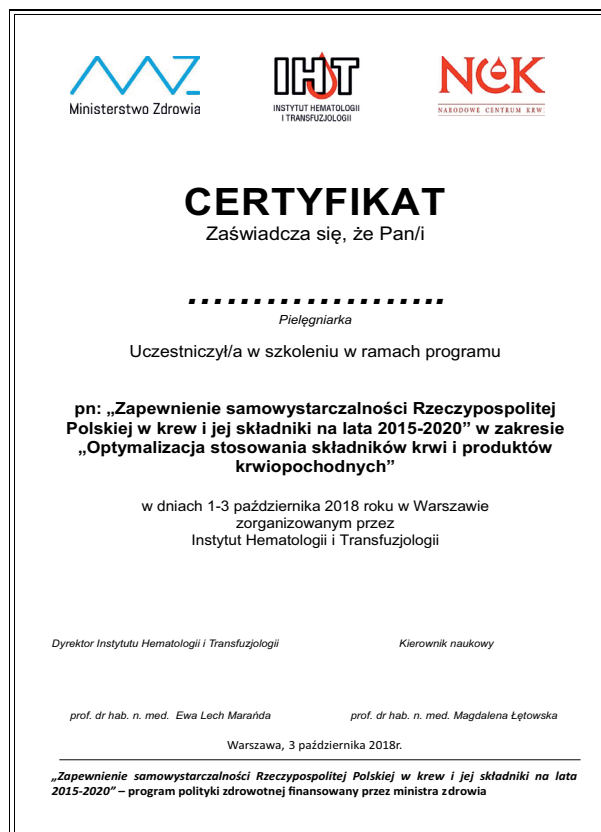 Ministerstwo Zdrowia
IHT
INSTYTUT HEMATOLOGII
I TRANSFUZJOLOGII
NCK
NARODOWE CENTRUM KRWI
CERTYFIKAT
Zaświadcza się, że Pan/i
………………….
Pielęgniarka
Uczestniczył/a w szkoleniu w ramach programu
pn: „Zapewnienie samowystarczalności Rzeczypospolitej
Polskiej w krew i jej składniki na lata 2015-2020” w zakresie
„Optymalizacja stosowania składników krwi i produktów
krwiopochodnych”
w dniach 1-3 października 2018 roku w Warszawie
zorganizowanym przez
Instytut Hematologii i Transfuzjologii
Dyrektor Instytutu Hematologii i Transfuzjologii
Kierownik naukowy
prof. dr hab. n. med. Ewa Lech Marańda
prof. dr hab. n. med. Magdalena Łętowska
Warszawa, 3 października 2018r.
„Zapewnienie samowystarczalności Rzeczypospolitej Polskiej w krew i jej składniki na lata
2015-2020” – program polityki zdrowotnej finansowany przez ministra zdrowia